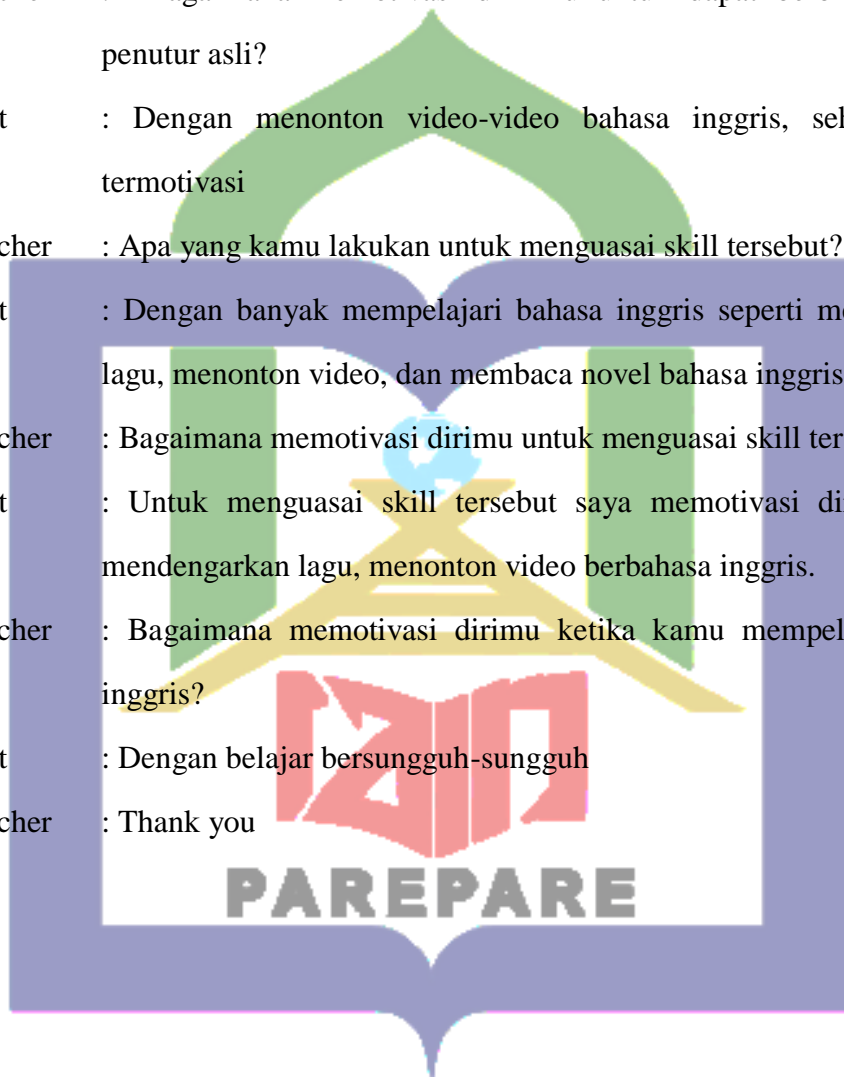 penutur asli?
: Dengan menonton video-video bahasa inggris,
termotivasi
: Apa yang kamu lakukan untuk menguasai skill tersebut?
: Dengan banyak mempelajari bahasa inggris seperti
lagu, menonton video, dan membaca novel bahasa inggris
: Bagaimana memotivasi dirimu untuk menguasai skill
: Untuk menguasai skill tersebut saya memotivasi
mendengarkan lagu, menonton video berbahasa inggris.
: Bagaimana memotivasi dirimu ketika kamu
inggris?
: Dengan belajar bersungguh-sungguh
: Thank you
PAREPARE